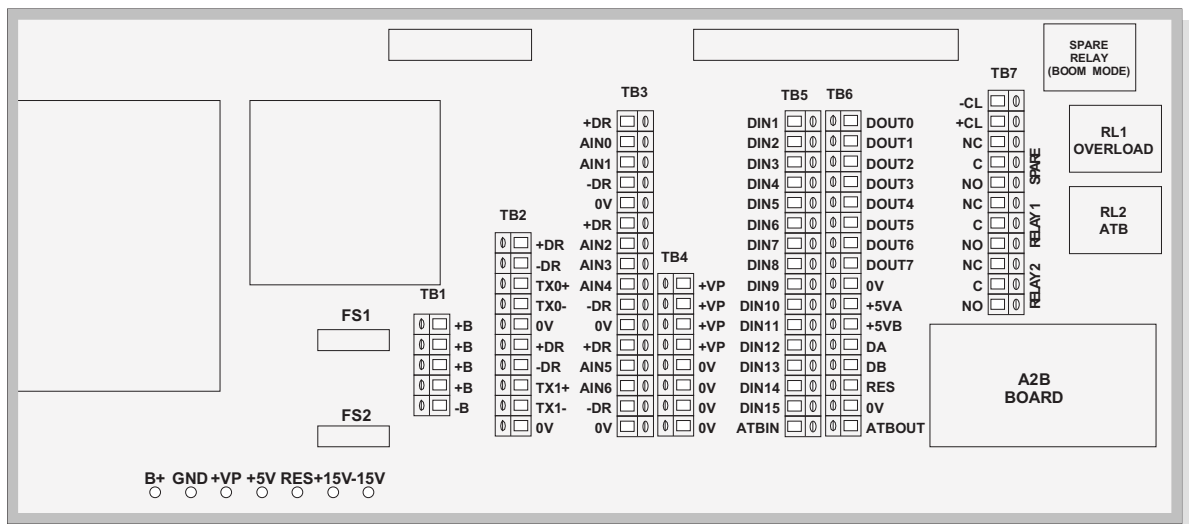 SPARE
RELAY
(BOOM MODE)
RL1
OVERLOAD
RL2
ATB
A2B
BOARD
TB1
+B
+B
+B
+B
-B
TB2
+DR
-DR
TX0+
TX0-
0V
+DR
-DR
TX1+
TX1-
0V
TB3
+DR
AIN0
AIN1
-DR
0V
+DR
AIN2
AIN3
AIN4
-DR
0V
+DR
AIN5
AIN6
-DR
0V
TB4
+VP
+VP
+VP
+VP
0V
0V
0V
0V
TB5
DIN1
DIN2
DIN3
DIN4
DIN5
DIN6
DIN7
DIN8
DIN9
DIN10
DIN11
DIN12
DIN13
DIN14
DIN15
ATBIN
TB6
DOUT0
DOUT1
DOUT2
DOUT3
DOUT4
DOUT5
DOUT6
DOUT7
0V
+5VA
+5VB
DA
DB
RES
0V
ATBOUT
TB7
-CL
+CL
NC
C
NO
NC
C
NO
NC
C
NO
SPARE
RELAY 1
RELAY 2
FS1
FS2
B+ GND +VP +5V RES +15V -15V